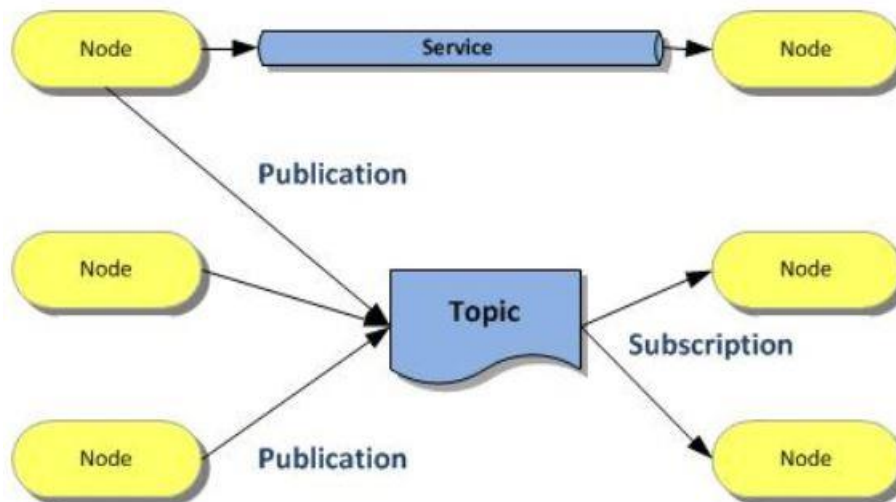 Node
Service
Node
Publication
Node
Node
Topic
Subscription
Node
Publication
Node